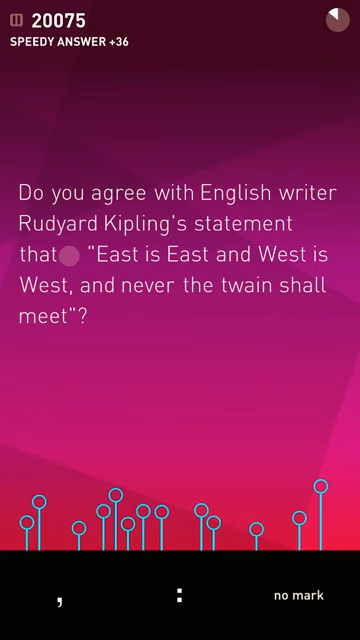 20075
SPEEDY ANSWER +36
Do you agree with English writer
Rudyard Kipling's statement
that "East is East and West is
West, and never the twain shall
meet"?
, : no mark